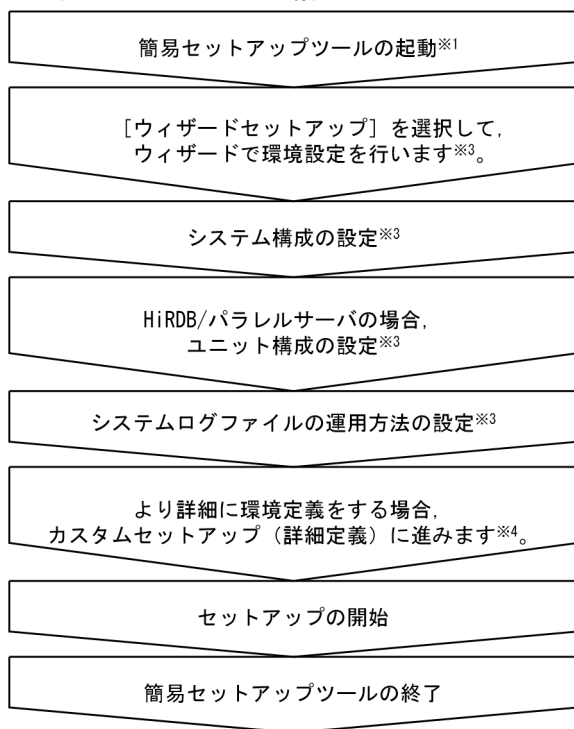 簡易セットアップツールの起動※1
［ウィザードセットアップ］を選択して，
ウィザードで環境設定を行います※3。
システム構成の設定※3
HiRDB/パラレルサーバの場合，
ユニット構成の設定※3
システムログファイルの運用方法の設定※3
より詳細に環境定義をする場合，
カスタムセットアップ（詳細定義）に進みます※4。
セットアップの開始
簡易セットアップツールの終了